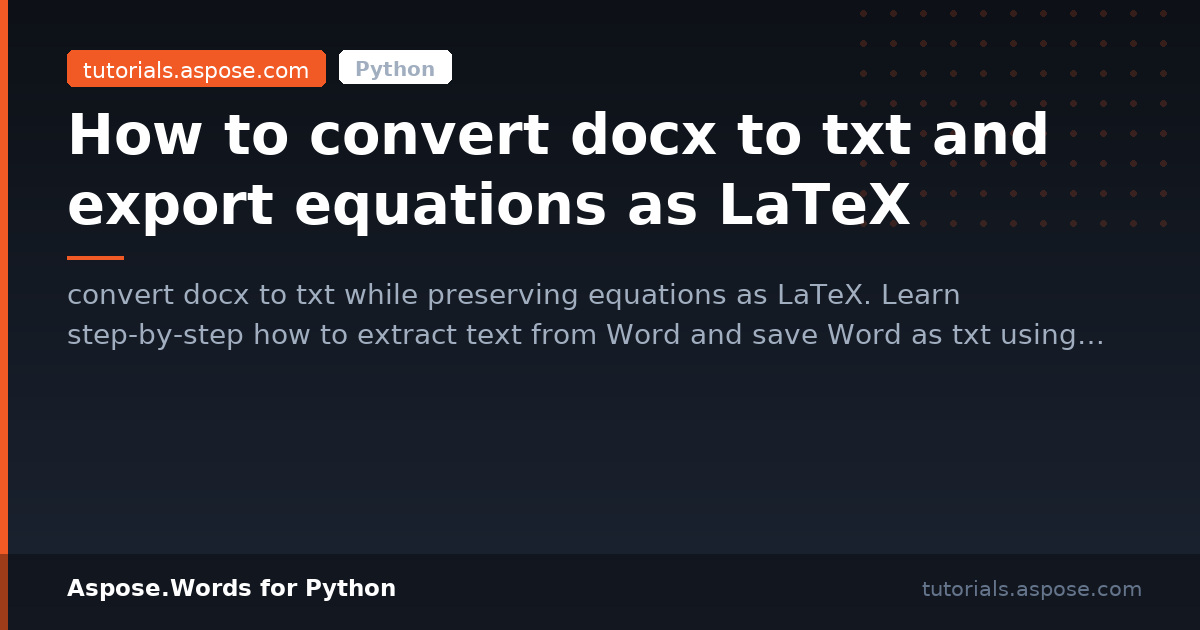 tutorials.aspose.com
Python
How to convert docx to txt and
export equations as LaTeX
convert docx to txt while preserving equations as LaTeX. Learn
step-by-step how to extract text from Word and save Word as txt using…
Aspose.Words for Python
tutorials.aspose.com